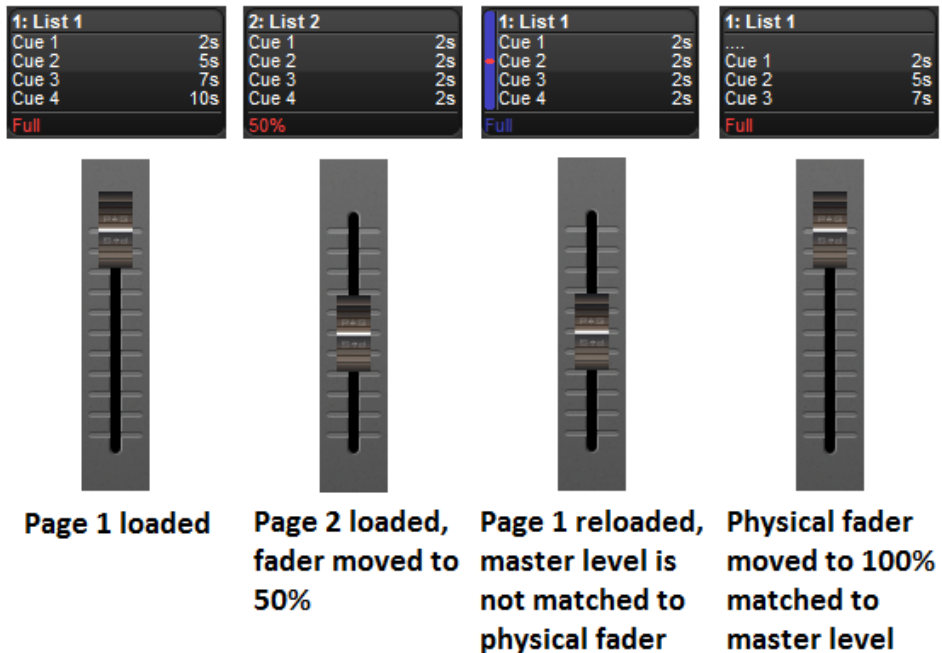 1: List 1
Cue 1 2s
Cue 2 5s
Cue 3 7s
Cue 4 10s
Full
2: List 2
Cue 1 2s
Cue 2 2s
Cue 3 2s
Cue 4 2s
50%
1: List 1
Cue 1 2s
Cue 2 2s
Cue 3 2s
Cue 4 2s
Full
1: List 1
....
Cue 1 2s
Cue 2 5s
Cue 3 7s
Full
Page 1 loaded
Page 2 loaded,
fader moved to
50%
Page 1 reloaded,
master level is
not matched to
physical fader
Physical fader
moved to 100%
matched to
master level